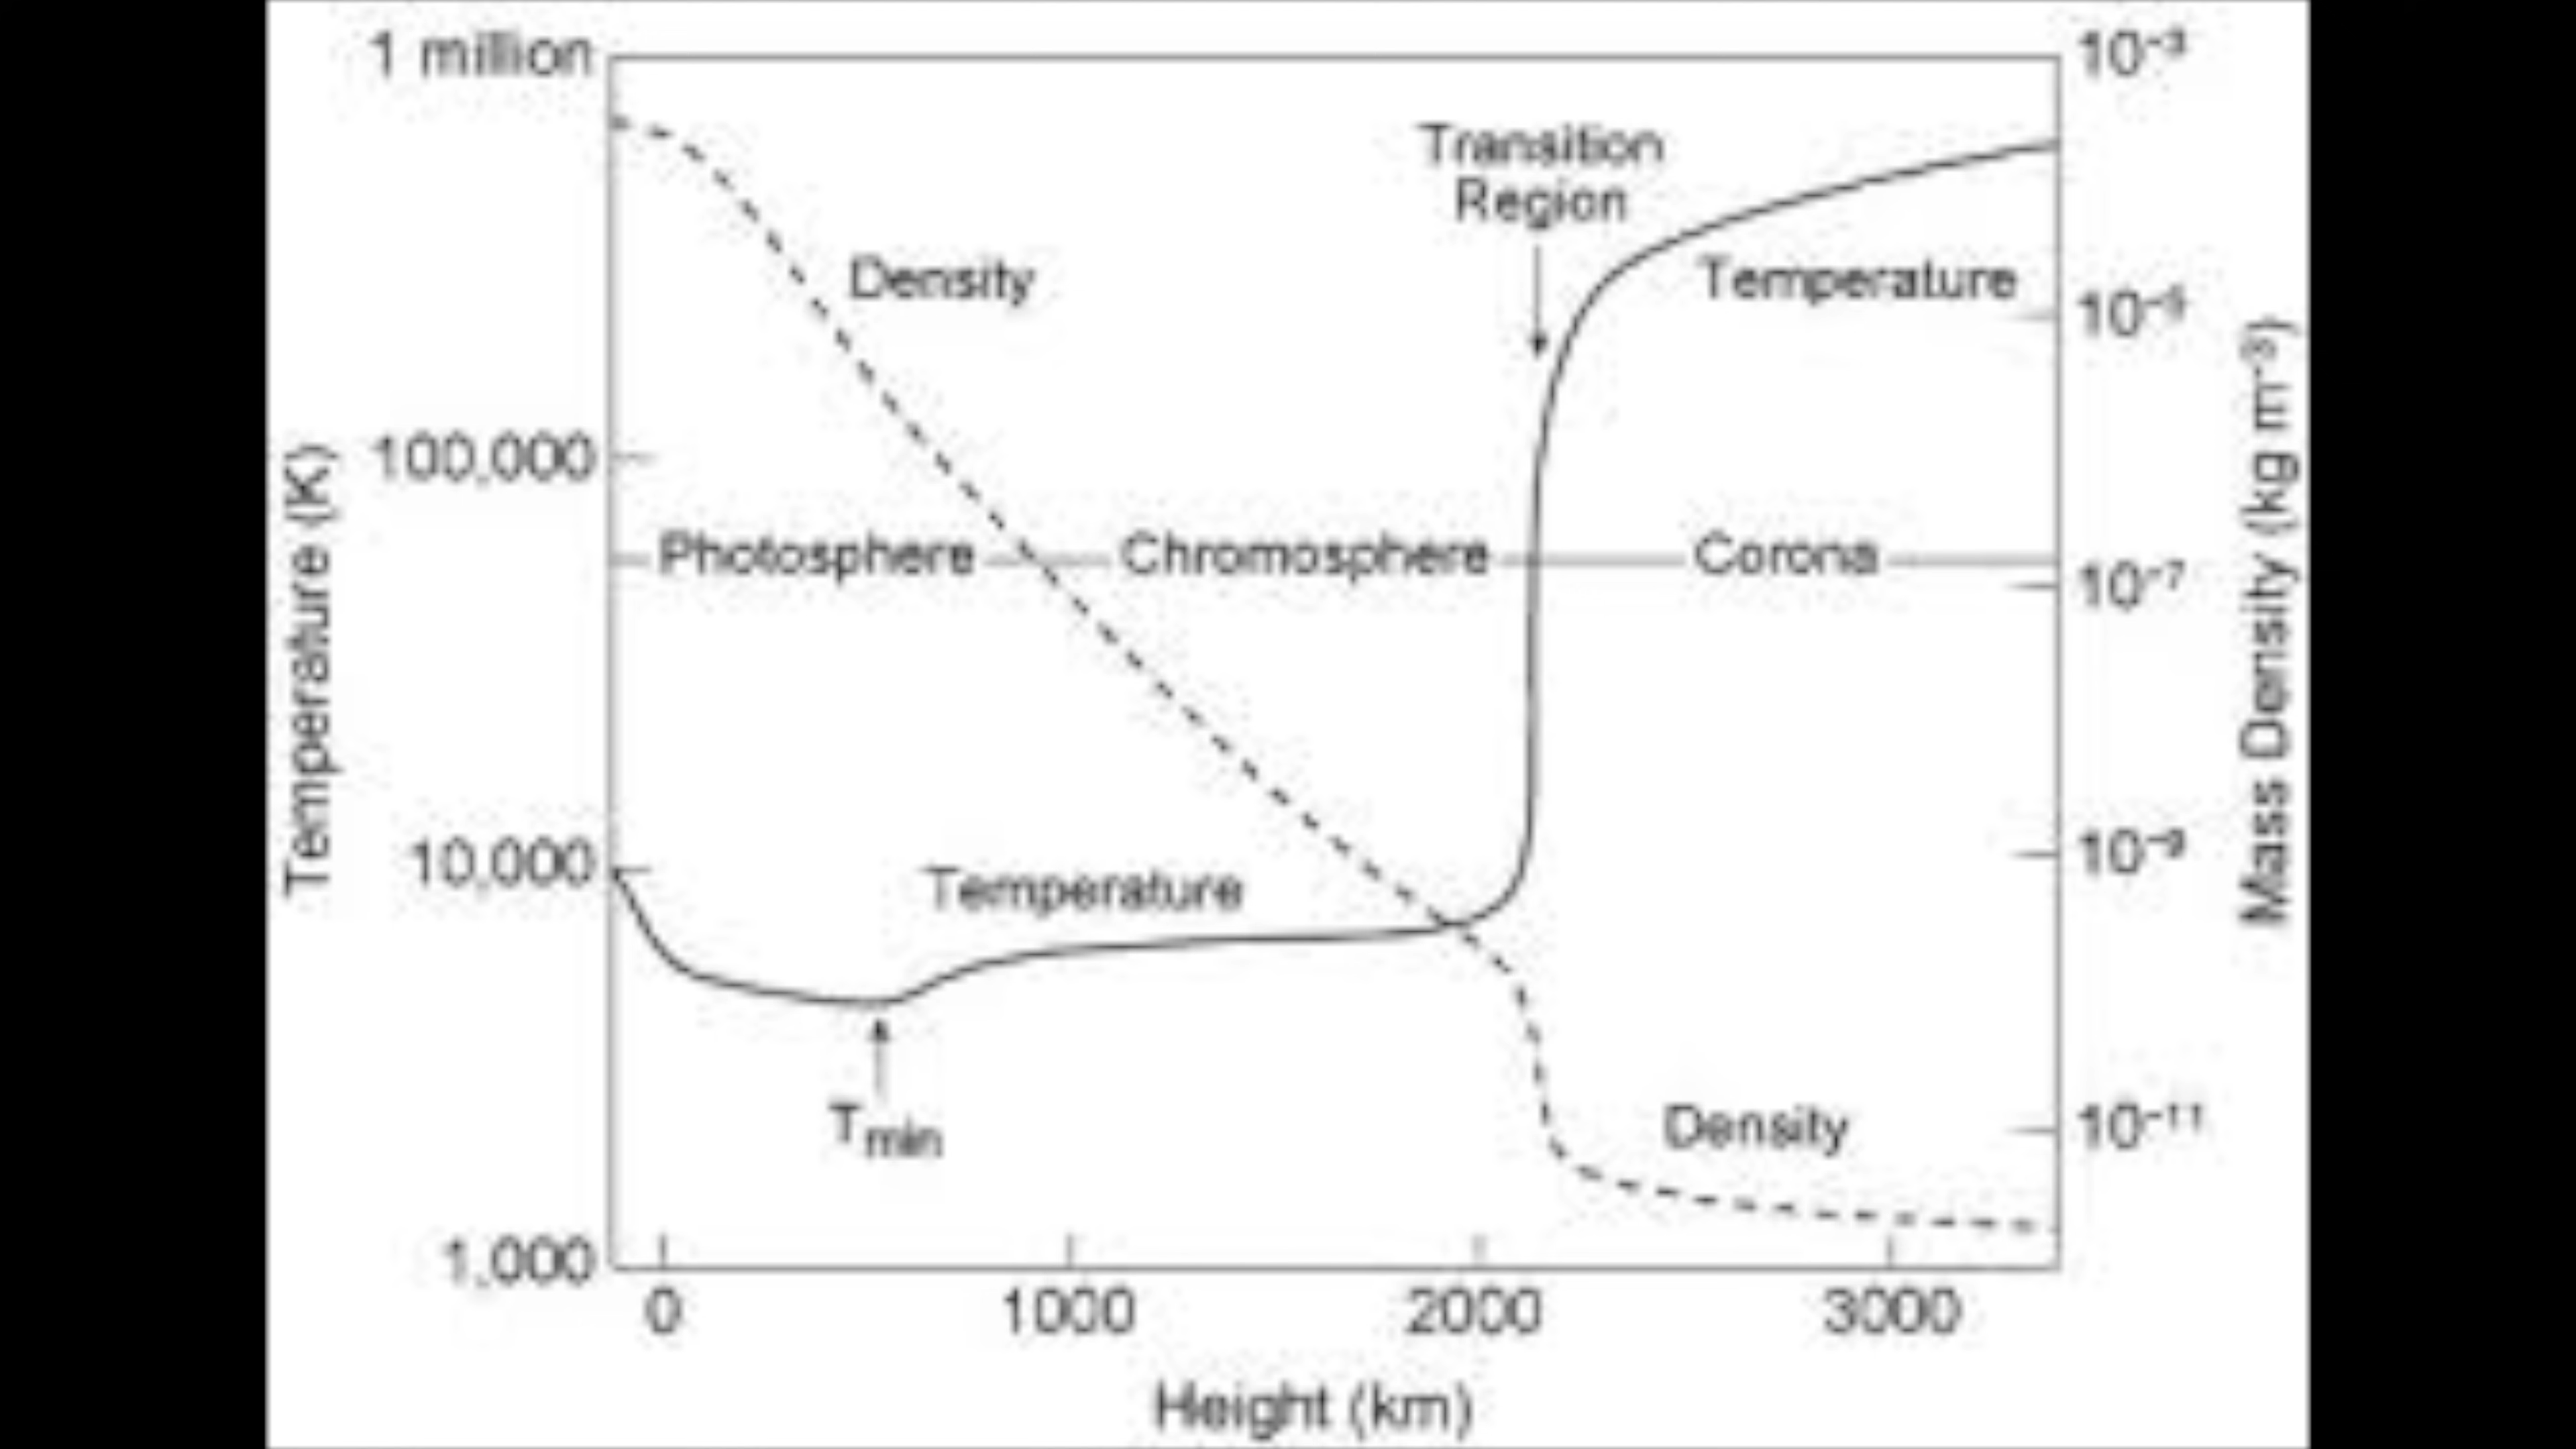 1 million
10⁻³
Transition
Region
Density
Temperature
10⁻⁵
100,000
Temperature (K)
Photosphere
Chromosphere
Corona
10⁻⁷
Mass Density (kg m⁻³)
10,000
Temperature
10⁻⁹
Tmin
Density
10⁻¹¹
1,000
0
1000
2000
3000
Height (km)